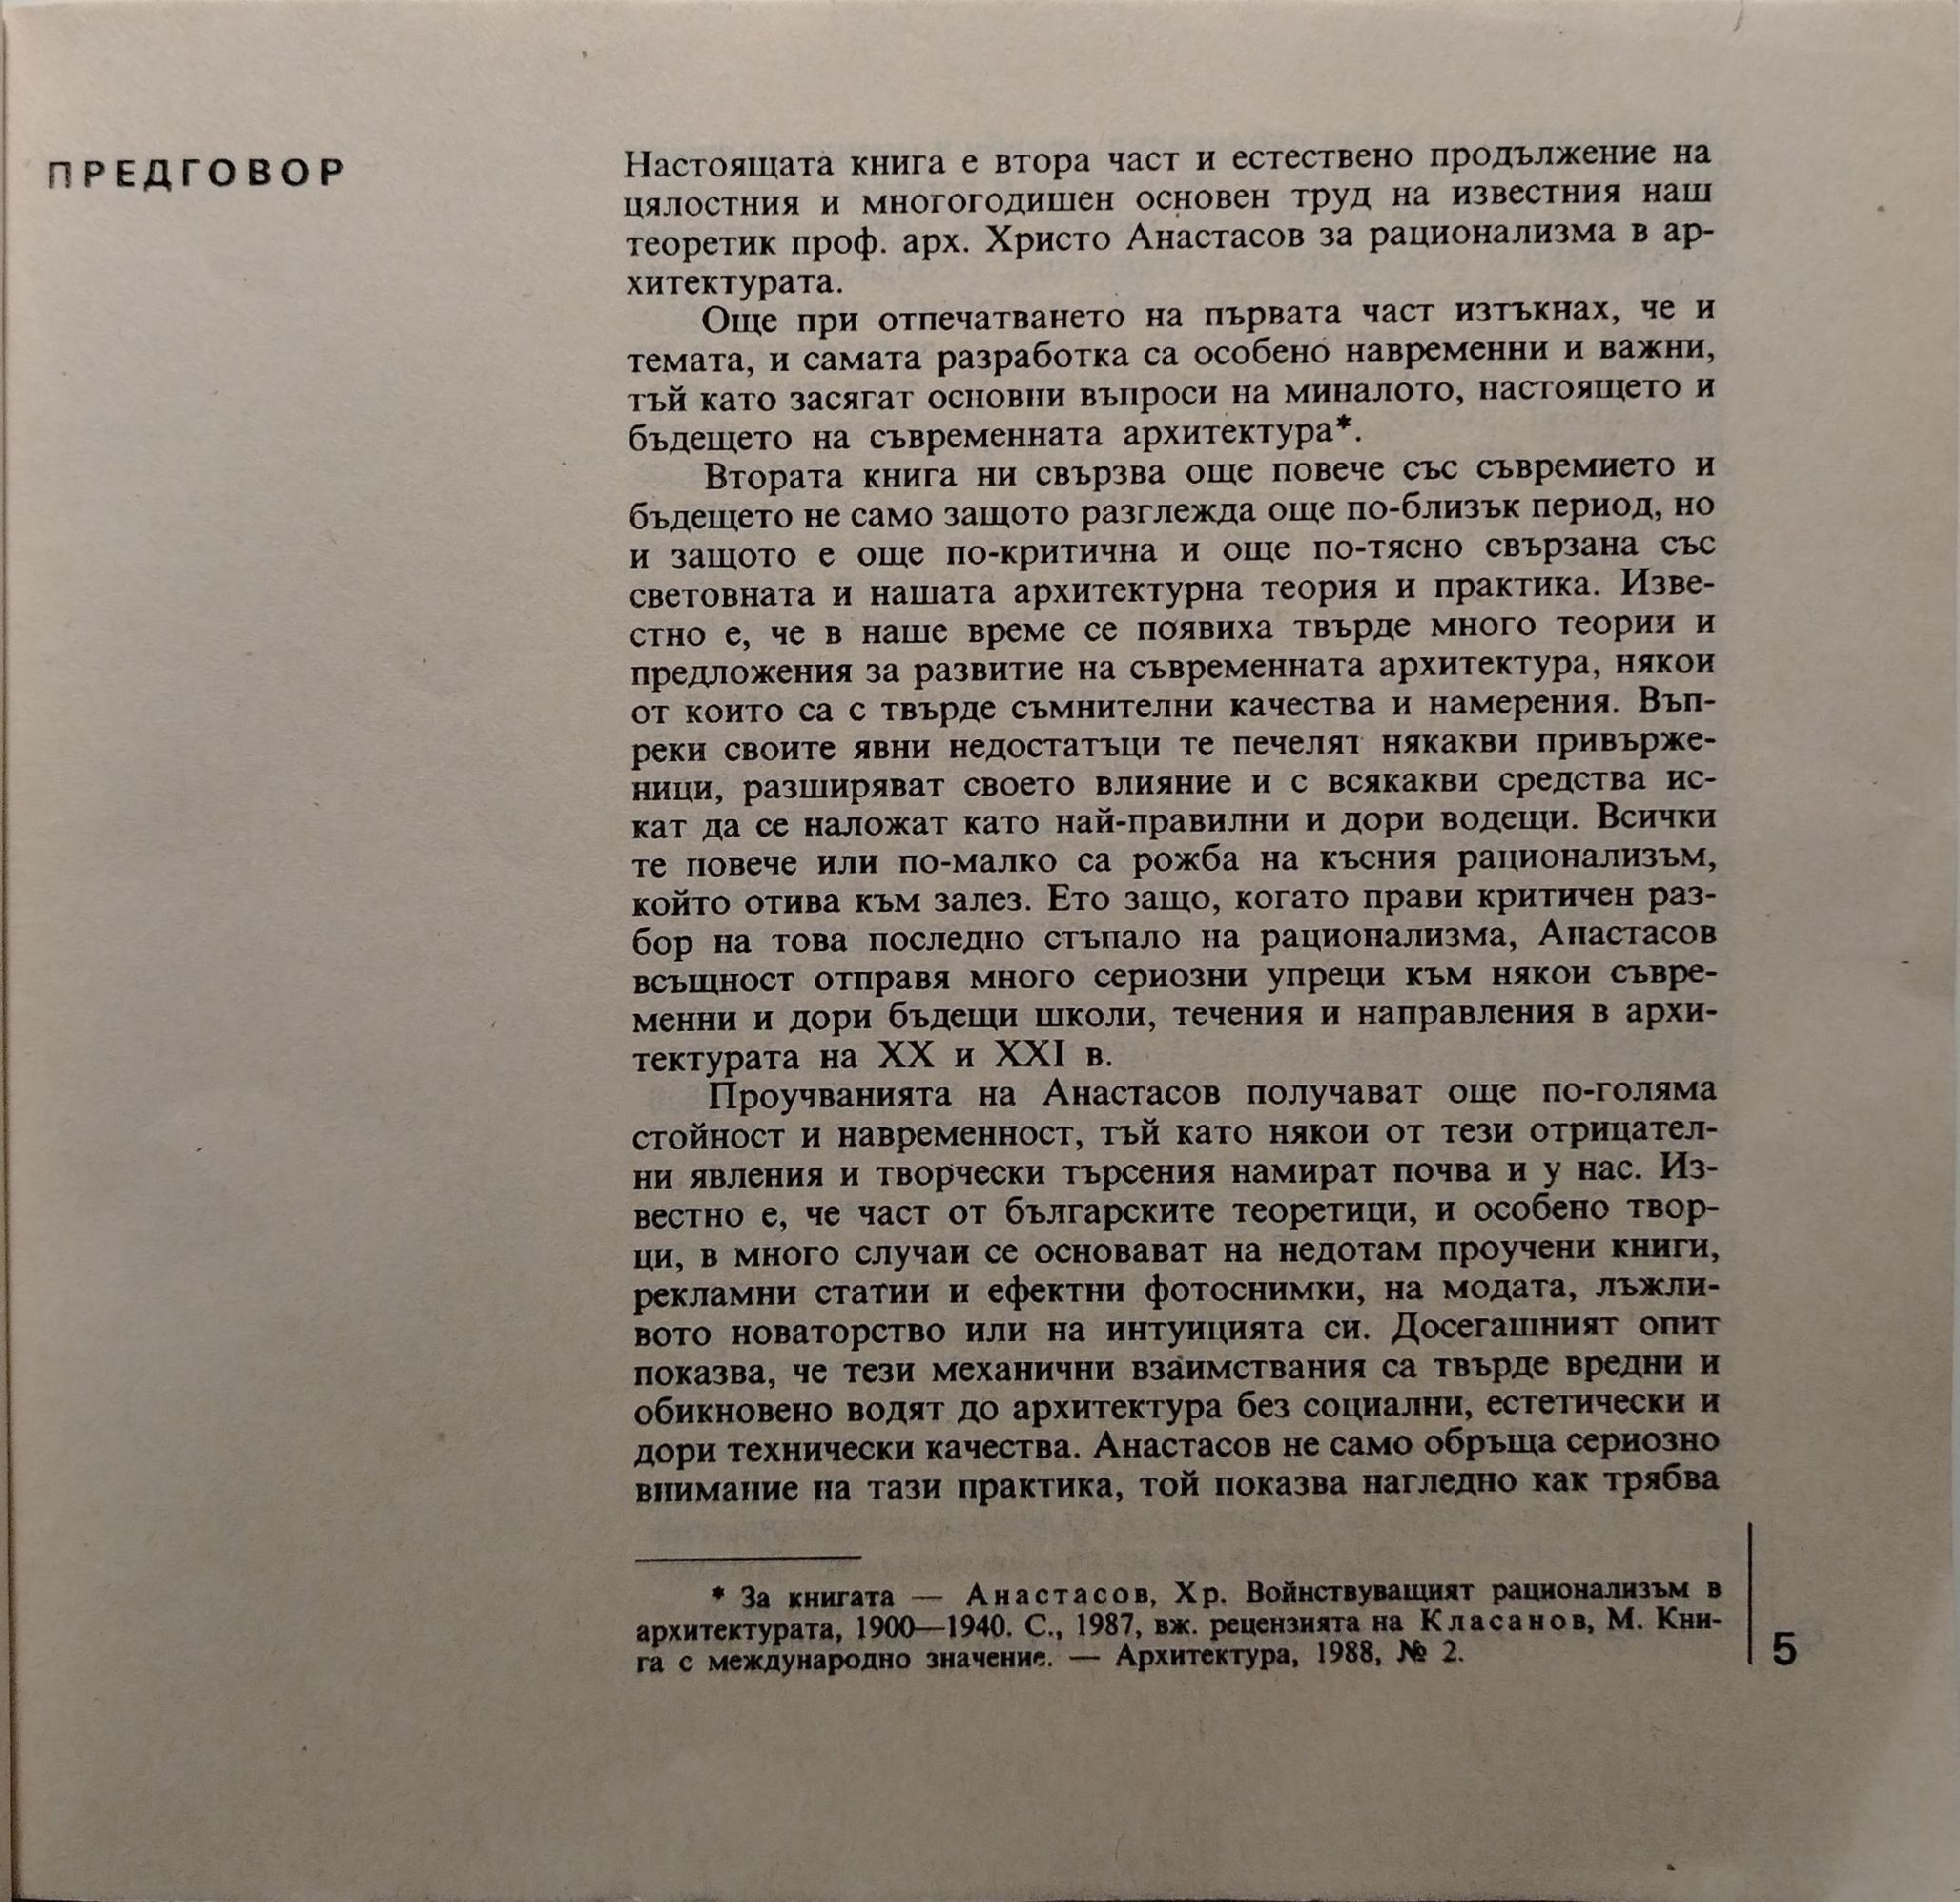 ПРЕДГОВОР
Настоящата книга е втора част и естествено продължение на
цялостния и многогодишен основен труд на известния наш
теоретик проф. арх. Христо Анастасов за рационализма в ар-
хитектурата.
Още при отпечатването на първата част изтъкнах, че и
темата, и самата разработка са особено навременни и важни,
тъй като засягат основни въпроси на миналото, настоящето и
бъдещето на съвременната архитектура*.
Втората книга ни свързва още повече със съвремието и
бъдещето не само защото разглежда още по-близък период, но
и защото е още по-критична и още по-тясно свързана със
световната и нашата архитектурна теория и практика. Изве-
стно е, че в наше време се появиха твърде много теории и
предложения за развитие на съвременната архитектура, някои
от които са с твърде съмнителни качества и намерения. Въп-
реки своите явни недостатъци те печелят някакви привърже-
ници, разширяват своето влияние и с всякакви средства ис-
кат да се наложат като най-правилни и дори водещи. Всички
те повече или по-малко са рожба на късния рационализъм,
който отива към залез. Ето защо, когато прави критичен раз-
бор на това последно стъпало на рационализма, Анастасов
всъщност отправя много сериозни упреци към някои съвре-
менни и дори бъдещи школи, течения и направления в архи-
тектурата на XX и XXI в.
Проучванията на Анастасов получават още по-голяма
стойност и навременност, тъй като някои от тези отрицател-
ни явления и творчески търсения намират почва и у нас. Из-
вестно е, че част от българските теоретици, и особено твор-
ци, в много случаи се основават на недотам проучени книги,
рекламни статии и ефектни фотоснимки, на модата, лъжли-
вото новаторство или на интуицията си. Досегашният опит
показва, че тези механични взаимствания са твърде вредни и
обикновено водят до архитектура без социални, естетически и
дори технически качества. Анастасов не само обръща сериозно
внимание на тази практика, той показва нагледно как трябва
* За книгата — Анастасов, Хр. Войнствуващият рационализъм в
архитектурата, 1900—1940. С., 1987, вж. рецензията на Класанов, М. Кни-
га с международно значение. — Архитектура, 1988, № 2.
5